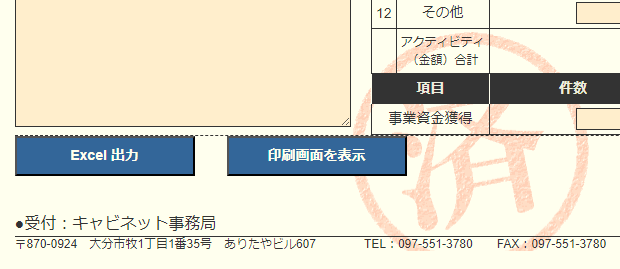 12 その他
アクティビティ
（金額）合計
項目 件数
事業資金獲得
Excel 出力 印刷画面を表示
済
●受付：キャビネット事務局
〒870-0924 大分市牧1丁目1番35号 ありたやビル607 TEL：097-551-3780 FAX：097-551-3790